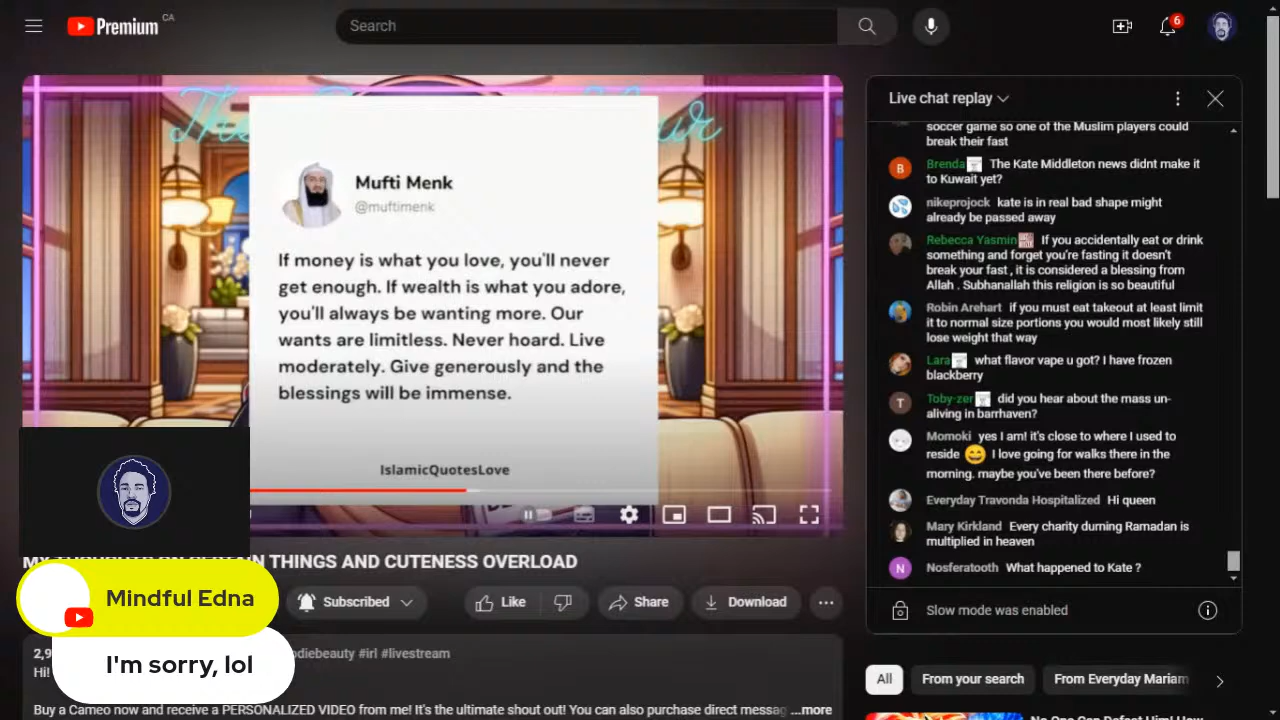 Premium CA
Search
6
Mufti Menk
@muftimenk
If money is what you love, you'll never
get enough. If wealth is what you adore,
you'll always be wanting more. Our
wants are limitless. Never hoard. Live
moderately. Give generously and the
blessings will be immense.
IslamicQuotesLove
THINGS AND CUTENESS OVERLOAD
Subscribed
Like
Share
Download
Mindful Edna
I'm sorry, lol
#irl #livestream
Hi!
Buy a Cameo now and receive a PERSONALIZED VIDEO from me! It's the ultimate shout out! You can also purchase direct messag ...more
Live chat replay
soccer game so one of the Muslim players could
break their fast
B
Brenda The Kate Middleton news didnt make it
to Kuwait yet?
nikeprojock kate is in real bad shape might
already be passed away
Rebecca Yasmin If you accidentally eat or drink
something and forget you're fasting it doesn't
break your fast , it is considered a blessing from
Allah . Subhanallah this religion is so beautiful
Robin Arehart if you must eat takeout at least limit
it to normal size portions you would most likely still
lose weight that way
Lara what flavor vape u got? I have frozen
blackberry
T
Toby-zer did you hear about the mass un-
aliving in barrhaven?
Momoki yes I am! it's close to where I used to
reside 😄 I love going for walks there in the
morning. maybe you've been there before?
Everyday Travonda Hospitalized Hi queen
Mary Kirkland Every charity durning Ramadan is
multiplied in heaven
N
Nosferatooth What happened to Kate ?
Slow mode was enabled
All
From your search
From Everyday Mariam
No One Can Defeat Him! How